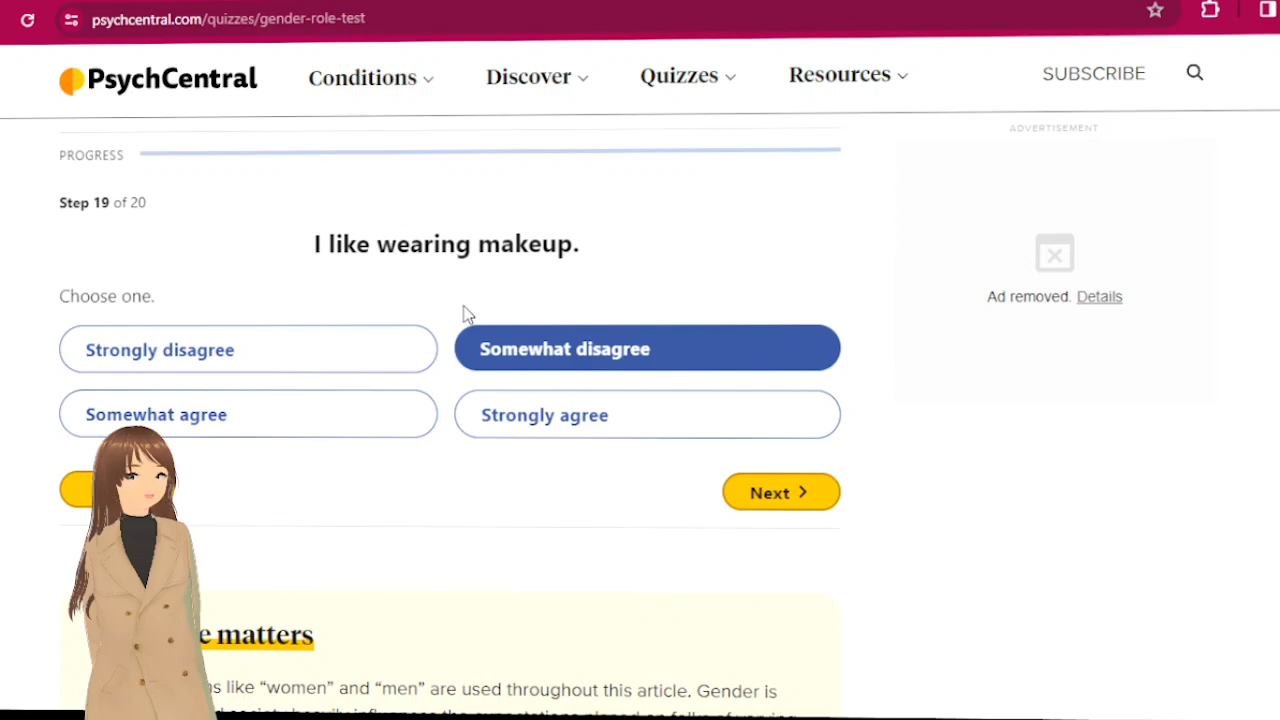 psychcentral.com/quizzes/gender-role-test
PsychCentral Conditions Discover Quizzes Resources SUBSCRIBE
ADVERTISEMENT
PROGRESS
Step 19 of 20
I like wearing makeup.
Choose one.
Strongly disagree Somewhat disagree
Ad removed. Details
Somewhat agree Strongly agree
Next
matters
like “women” and “men” are used throughout this article. Gender is